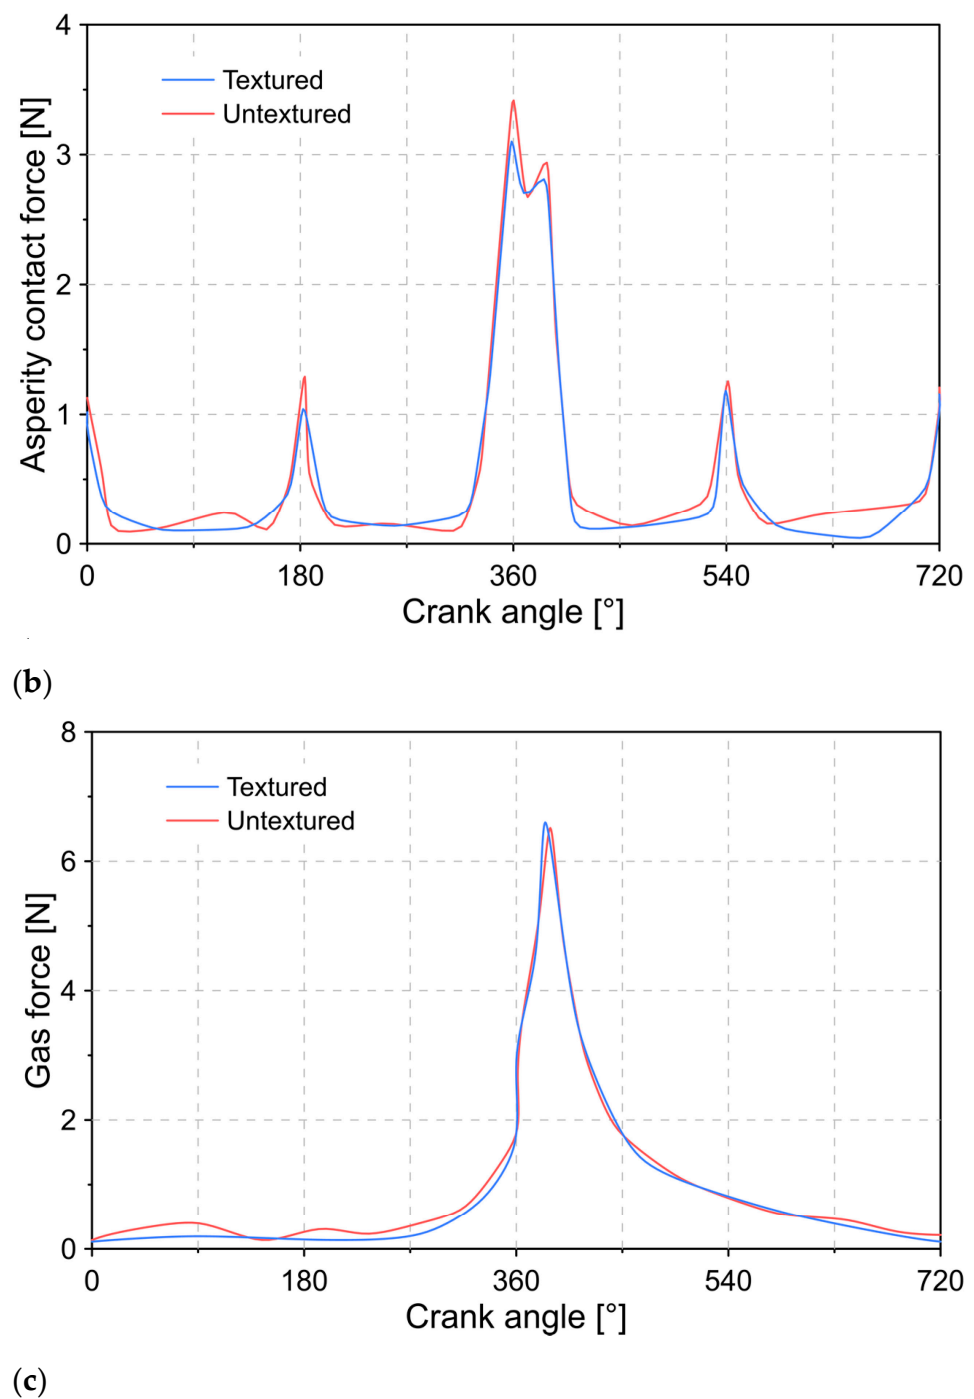 4
3
2
1
0
Asperity contact force [N]
Textured
Untextured
0 180 360 540 720
Crank angle [°]
(b)
8
6
4
2
0
Gas force [N]
Textured
Untextured
0 180 360 540 720
Crank angle [°]
(c)